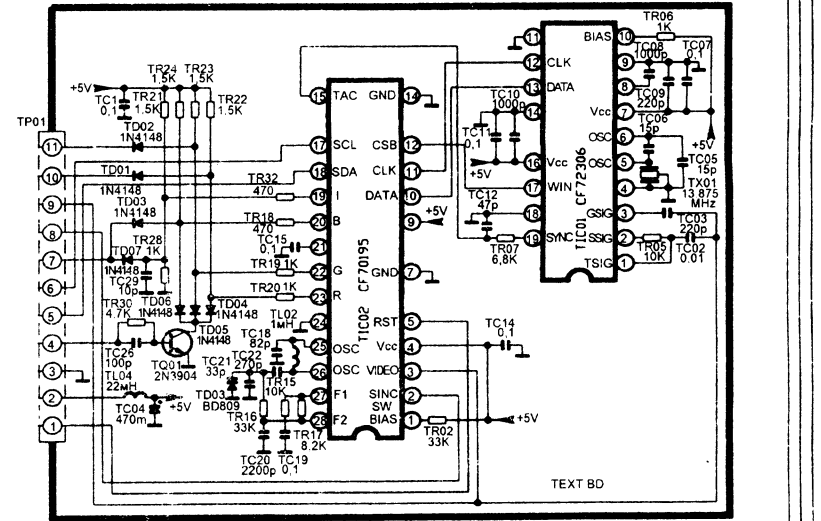 TR06
1K
11
BIAS
10
TC08
1000p
TC07
0,1
12
CLK
9
13
DATA
8
TC09
220p
14
Vcc
7
TC06
15p
+5V
OSC
6
16
Vcc
OSC
5
TC05
15p
17
WIN
4
TX01
13 875
MHz
18
GSIG
3
TC03
220p
19
SYNC
SSIG
2
TR05
10K
TC02
0,01
TSIG
1
TIC01 CF72306
TC10
1000p
TC11
0,1
+5V
TC12
47p
TR07
6,8K
TR24
1,5K
TR23
1,5K
+5V
TC1
0,1
TR21
1,5K
TR22
1,5K
TP01
TD02
1N4148
11
TD01
1N4148
10
TD03
1N4148
9
8
TD07
1N4148
TR28
1K
7
TC29
10p
6
TR30
4.7K
TD06
1N4148
TD04
1N4148
5
TD05
1N4148
4
TC26
100p
TQ01
2N3904
3
TL04
22мН
2
TC04
470m
+5V
1
TR32
470
TR18
470
TC15
0,1
TR19 1K
TR20 1K
TL02
1мН
TC18
82p
TC21
33p
TC22
270p
TD03
BD809
TR15
10K
TR16
33K
TR17
8.2K
TC20
2200p
TC19
0,1
15
TAC
GND
14
17
SCL
CSB
12
18
SDA
CLK
11
19
I
DATA
10
20
B
9
+5V
21
22
G
GND
7
23
R
24
RST
5
25
OSC
Vcc
4
26
OSC
VIDEO
3
27
F1
SINC
2
SW
28
F2
BIAS
1
TIC02 CF70195
TC14
0,1
TR02
33K
+5V
TEXT BD